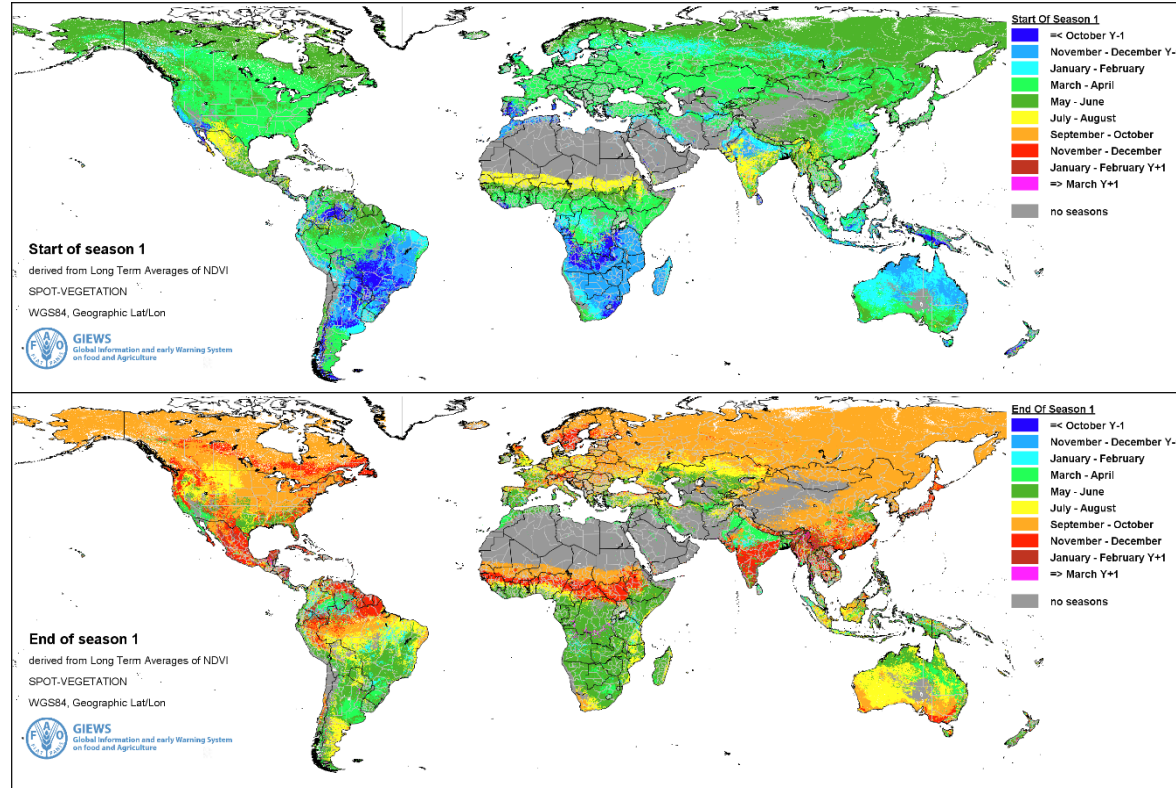 Start Of Season 1
=< October Y-1
November - December Y-
January - February
March - April
May - June
July - August
September - October
November - December
January - February Y+1
=> March Y+1
no seasons
Start of season 1
derived from Long Term Averages of NDVI
SPOT-VEGETATION
WGS84, Geographic Lat/Lon
F A O
FIAT PANIS
GIEWS
Global Information and early Warning System
on food and Agriculture
End Of Season 1
=< October Y-1
November - December Y-
January - February
March - April
May - June
July - August
September - October
November - December
January - February Y+1
=> March Y+1
no seasons
End of season 1
derived from Long Term Averages of NDVI
SPOT-VEGETATION
WGS84, Geographic Lat/Lon
F A O
FIAT PANIS
GIEWS
Global Information and early Warning System
on food and Agriculture